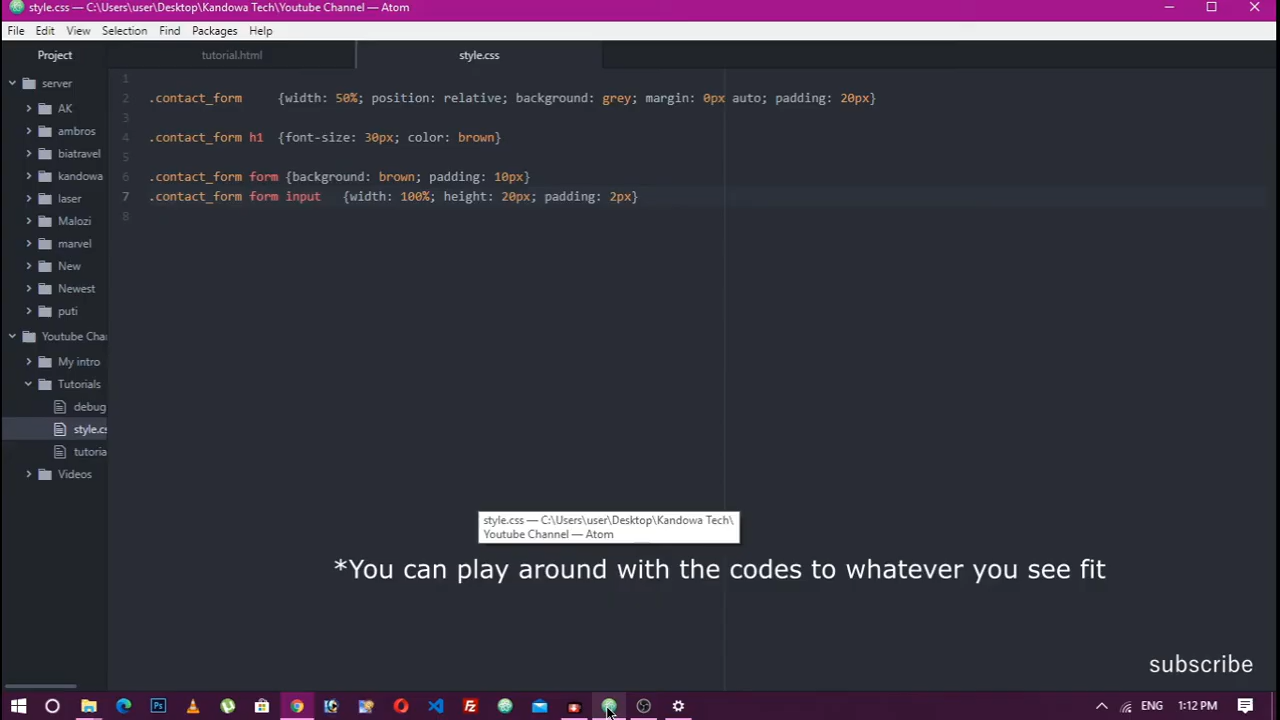 style.css — C:\Users\user\Desktop\Kandowa Tech\Youtube Channel — Atom
File Edit View Selection Find Packages Help
Project
tutorial.html
style.css
server
AK
ambros
biatravel
kandowa
laser
Malozi
marvel
New
Newest
puti
Youtube Cha
My intro
Tutorials
debug
style.cs
tutoria
Videos
1
2 .contact_form {width: 50%; position: relative; background: grey; margin: 0px auto; padding: 20px}
3
4 .contact_form h1 {font-size: 30px; color: brown}
5
6 .contact_form form {background: brown; padding: 10px}
7 .contact_form form input {width: 100%; height: 20px; padding: 2px}
8
style.css — C:\Users\user\Desktop\Kandowa Tech\
Youtube Channel — Atom
*You can play around with the codes to whatever you see fit
subscribe
ENG 1:12 PM